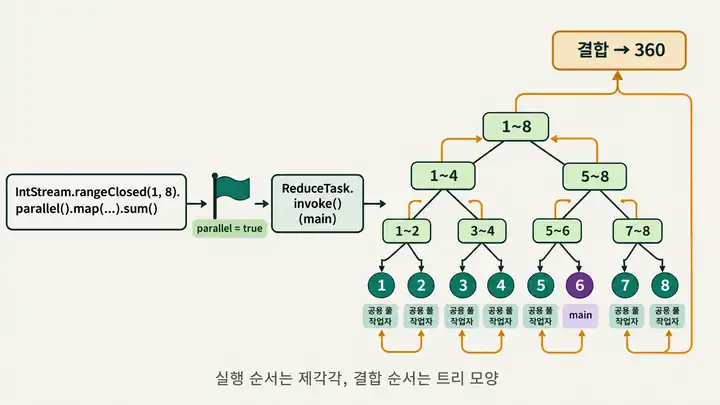 결합 → 360
1~8
1~4
5~8
IntStream.rangeClosed(1, 8).
parallel().map(...).sum()
parallel = true
ReduceTask.
invoke()
(main)
1~2
3~4
5~6
7~8
1
2
3
4
5
6
7
8
공용 풀
작업자
공용 풀
작업자
공용 풀
작업자
공용 풀
작업자
공용 풀
작업자
main
공용 풀
작업자
공용 풀
작업자
실행 순서는 제각각, 결합 순서는 트리 모양